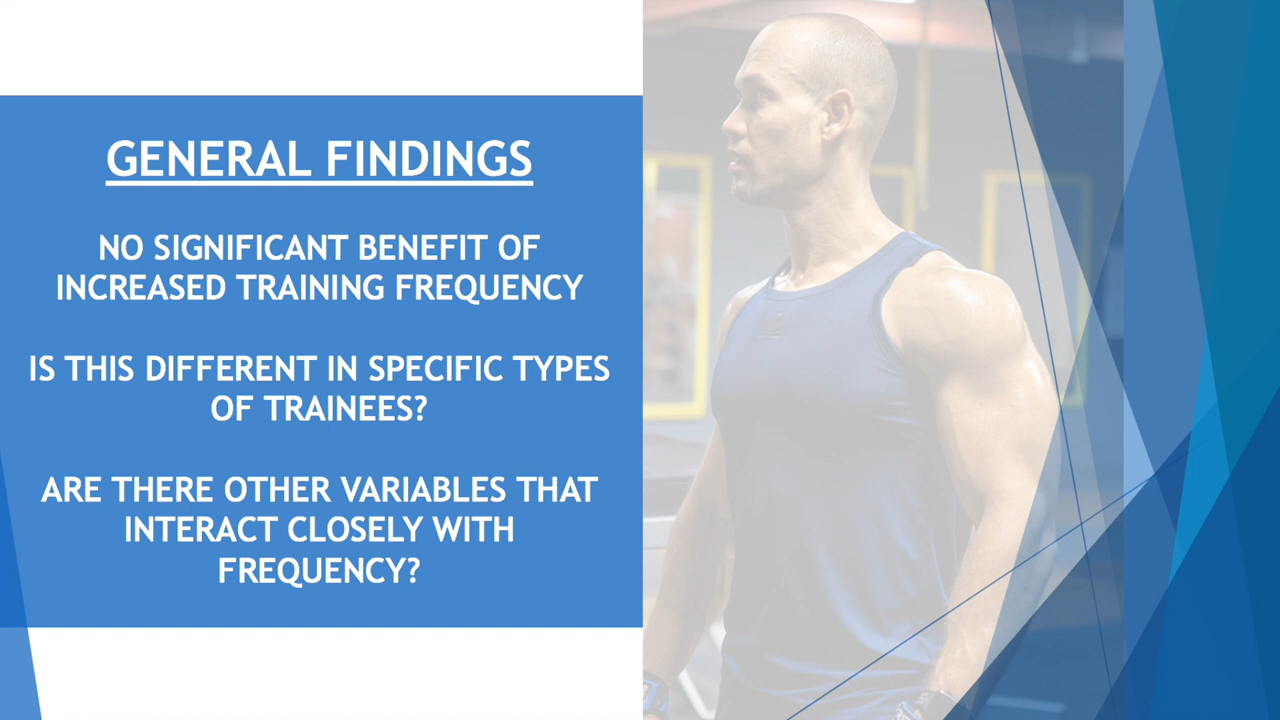 GENERAL FINDINGS
NO SIGNIFICANT BENEFIT OF
INCREASED TRAINING FREQUENCY
IS THIS DIFFERENT IN SPECIFIC TYPES
OF TRAINEES?
ARE THERE OTHER VARIABLES THAT
INTERACT CLOSELY WITH
FREQUENCY?